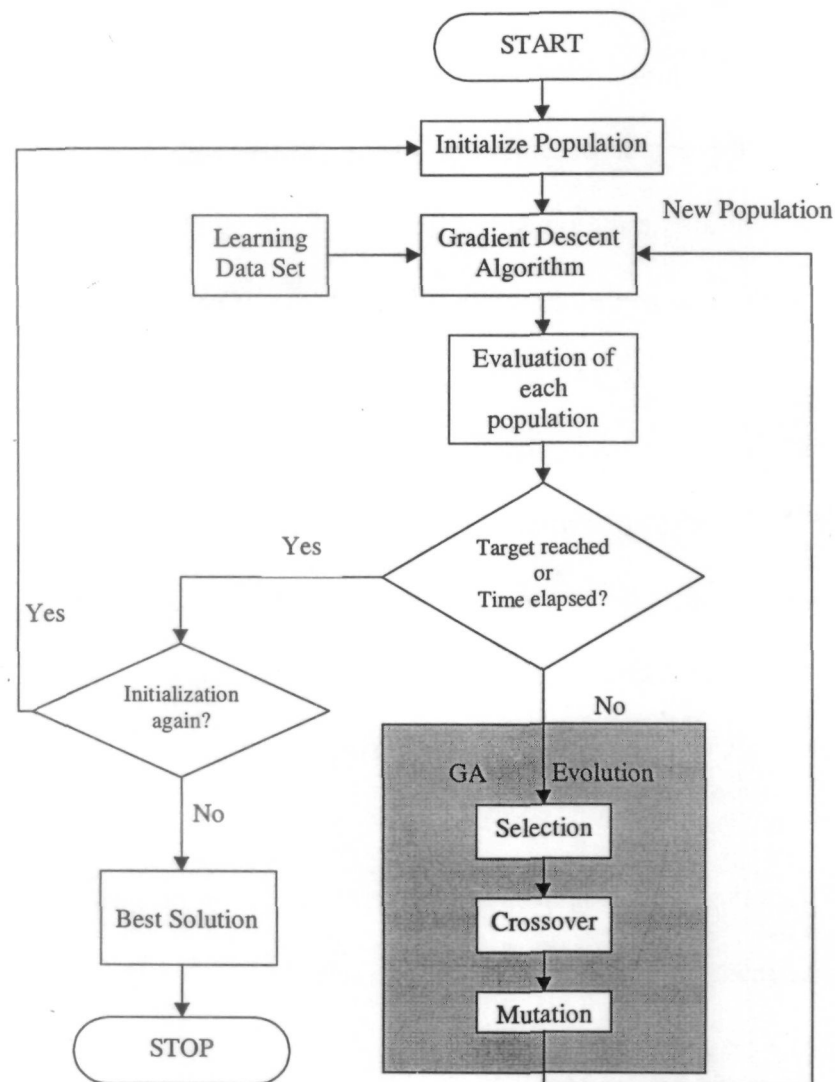 START
Initialize Population
New Population
Learning
Data Set
Gradient Descent
Algorithm
Evaluation of
each
population
Yes
Target reached
or
Time elapsed?
Yes
Initialization
again?
No
No
GA Evolution
Selection
Best Solution
Crossover
Mutation
STOP